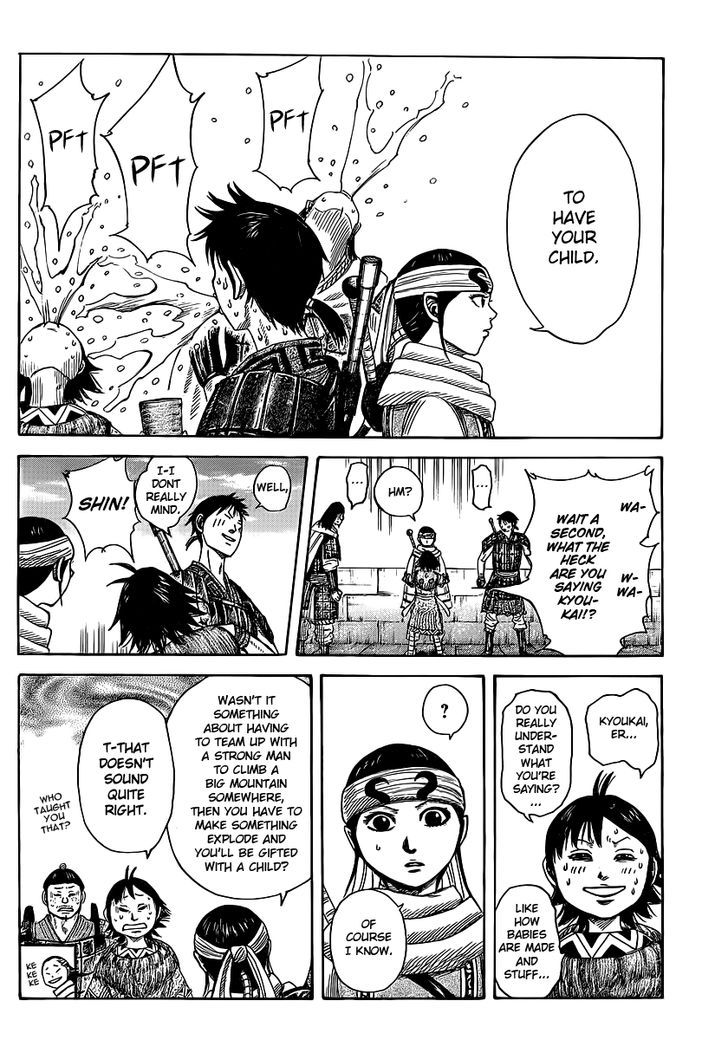 TO
HAVE
YOUR
CHILD.
PFT
PFT
PFT
WA-
WAIT A
SECOND,
WHAT THE
HECK
ARE YOU
SAYING
KYOU-
KAI!?
W-
WA-
...
HM?
...
WELL,
I-I
DONT
REALLY
MIND.
SHIN!
KYOUKAI,
ER...
DO YOU
REALLY
UNDER-
STAND
WHAT
YOU'RE
SAYING?
...
LIKE
HOW
BABIES
ARE MADE
AND
STUFF...
?
OF
COURSE
I KNOW.
WASN'T IT
SOMETHING
ABOUT HAVING
TO TEAM UP WITH
A STRONG MAN
TO CLIMB A
BIG MOUNTAIN
SOMEWHERE,
THEN YOU HAVE TO
MAKE SOMETHING
EXPLODE AND
YOU'LL BE GIFTED
WITH A CHILD?
T-THAT
DOESN'T
SOUND
QUITE
RIGHT.
WHO
TAUGHT
YOU
THAT?
KE
KE
KE